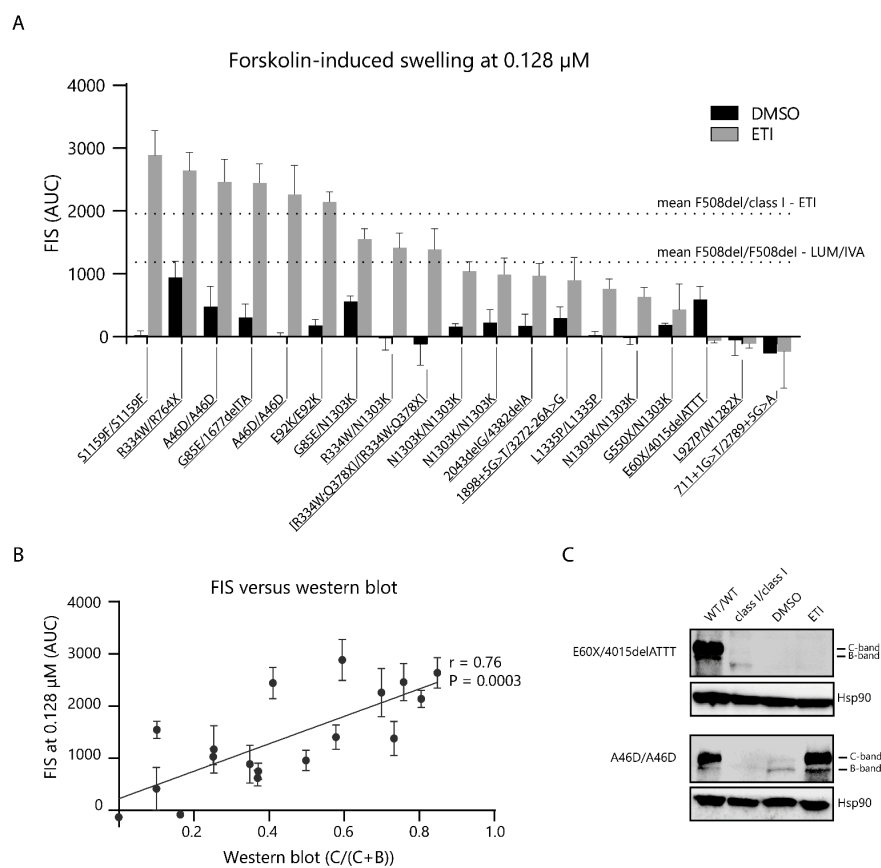 A
Forskolin-induced swelling at 0.128 µM
4000
3000
2000
1000
0
FIS (AUC)
DMSO
ETI
mean F508del/class I - ETI
mean F508del/F508del - LUM/IVA
S1159F/S1159F
R334W/R764X
A46D/A46D
G85E/1677delTA
A46D/A46D
E92K/E92K
G85E/N1303K
R334W/N1303K
[R334W;Q378X]/[R334W;Q378X]
N1303K/N1303K
N1303K/N1303K
2043delG/4382delA
1898+5G>T/3272-26A>G
L1335P/L1335P
N1303K/N1303K
G550X/N1303K
E60X/4015delATTT
L927P/W1282X
711+1G>T/2789+5G>A
B
FIS versus western blot
4000
3000
2000
1000
0
FIS at 0.128 µM (AUC)
r = 0.76
P = 0.0003
0.2
0.4
0.6
0.8
1.0
Western blot (C/(C+B))
C
WT/WT
class I/class I
DMSO
ETI
E60X/4015delATTT
C-band
B-band
Hsp90
A46D/A46D
C-band
B-band
Hsp90